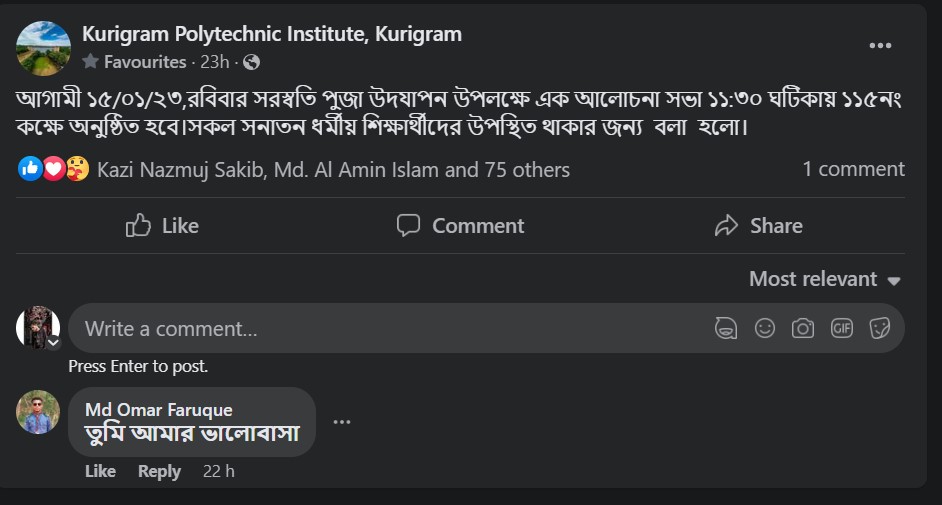 Kurigram Polytechnic Institute, Kurigram
Favourites · 23h ·
আগামী ১৫/০১/২৩,রবিবার সরস্বতি পুজা উদযাপন উপলক্ষে এক আলোচনা সভা ১১:৩০ ঘটিকায় ১১৫নং
কক্ষে অনুষ্ঠিত হবে।সকল সনাতন ধর্মীয় শিক্ষার্থীদের উপস্থিত থাকার জন্য বলা হলো।
Kazi Nazmuj Sakib, Md. Al Amin Islam and 75 others 1 comment
Like Comment Share
Most relevant
Write a comment...
GIF
Press Enter to post.
Md Omar Faruque
তুমি আমার ভালোবাসা
Like Reply 22 h